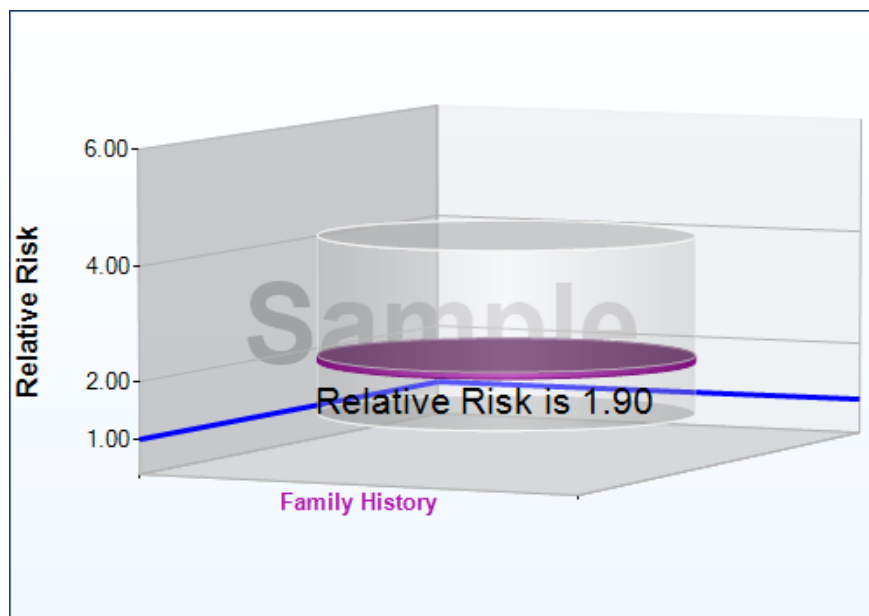 6.00
4.00
2.00
1.00
Relative Risk
Sample
Relative Risk is 1.90
Family History